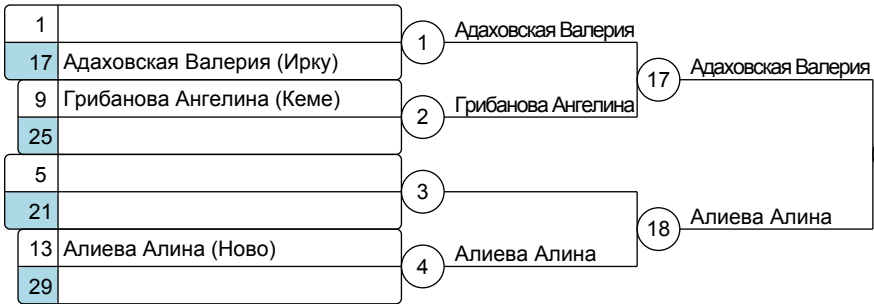 1
17 Адаховская Валерия (Ирку)
9 Грибанова Ангелина (Кеме)
25
5
21
13 Алиева Алина (Ново)
29
1 Адаховская Валерия
2 Грибанова Ангелина
3
4 Алиева Алина
17 Адаховская Валерия
18 Алиева Алина